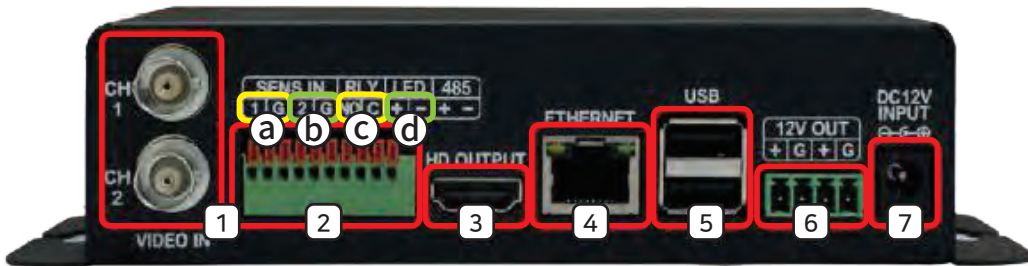 CH
1
CH
2
VIDEO IN
1
SENS IN RLY LED 485
1 G 2 G NO C + - + -
a b c d
2
HD OUTPUT
3
ETHERNET
4
USB
5
12V OUT
+ G + G
6
DC12V
INPUT
7